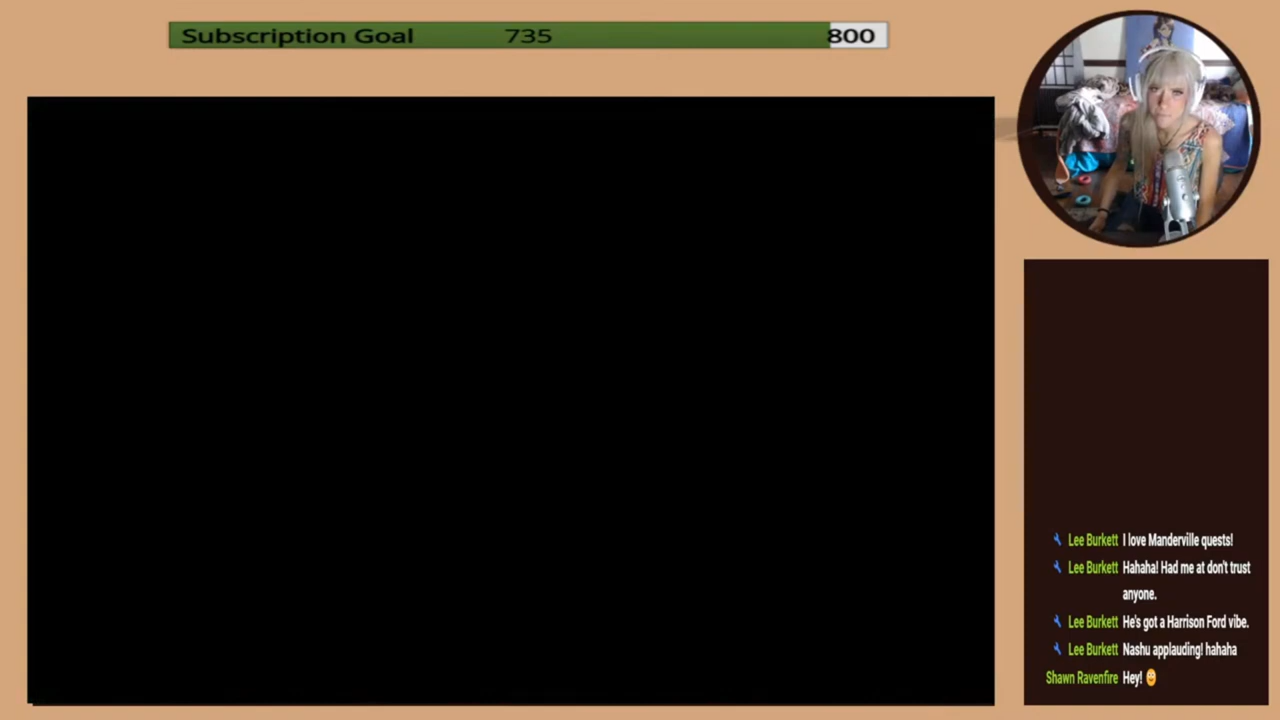 Subscription Goal 735 800
Lee Burkett I love Manderville quests!
Lee Burkett Hahaha! Had me at don't trust
anyone.
Lee Burkett He's got a Harrison Ford vibe.
Lee Burkett Nashu applauding! hahaha
Shawn Ravenfire Hey! 😊